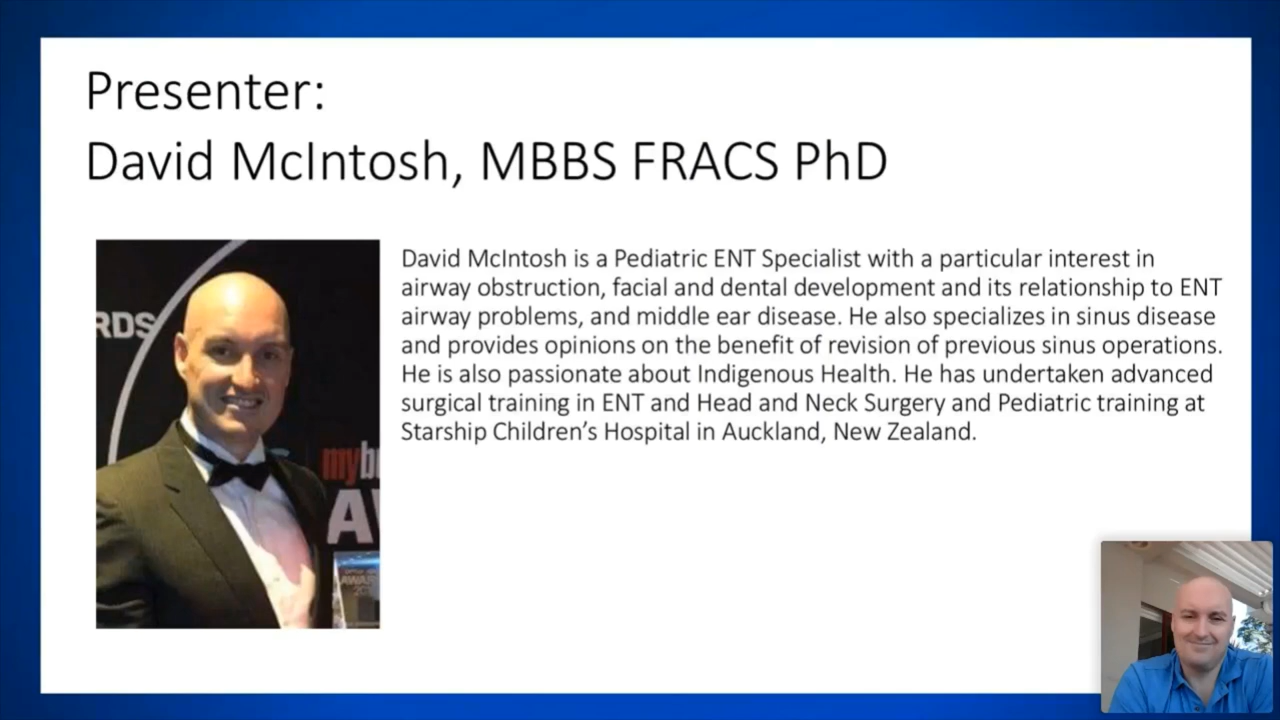 Presenter:
David McIntosh, MBBS FRACS PhD
David McIntosh is a Pediatric ENT Specialist with a particular interest in
airway obstruction, facial and dental development and its relationship to ENT
airway problems, and middle ear disease. He also specializes in sinus disease
and provides opinions on the benefit of revision of previous sinus operations.
He is also passionate about Indigenous Health. He has undertaken advanced
surgical training in ENT and Head and Neck Surgery and Pediatric training at
Starship Children’s Hospital in Auckland, New Zealand.
RDS
myb
AV